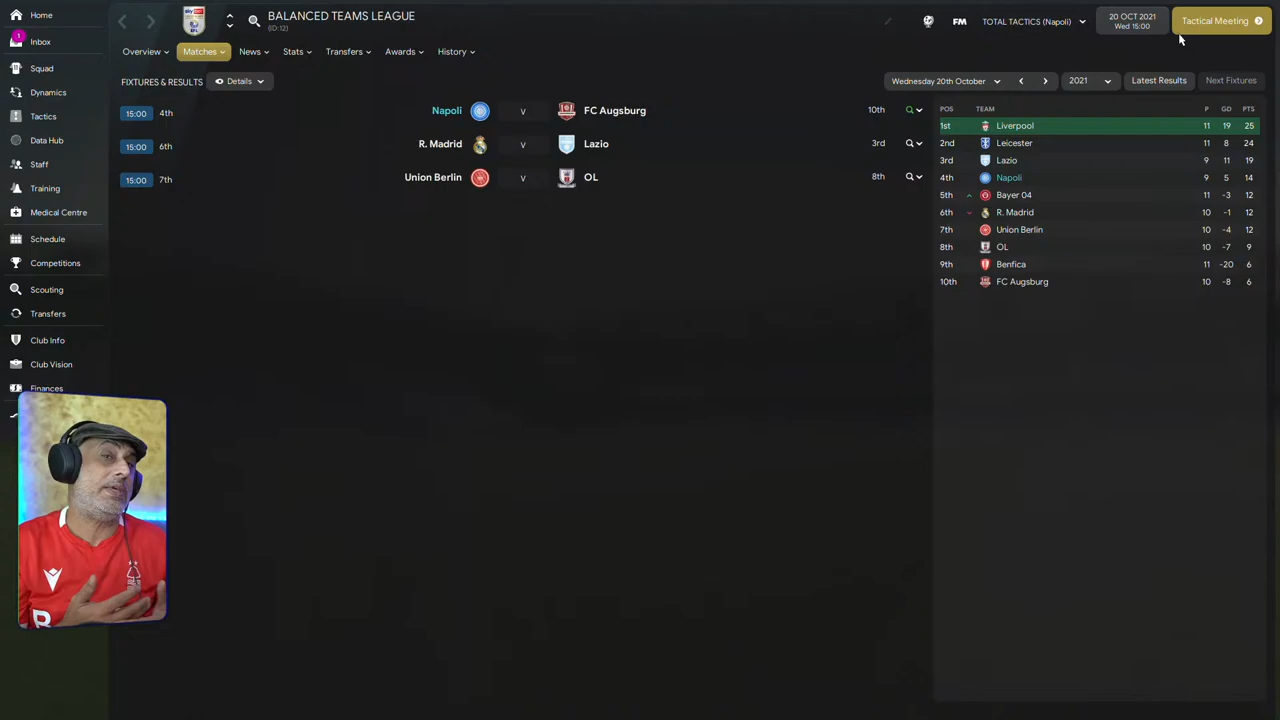 Home
1
Inbox
Squad
Dynamics
Tactics
Data Hub
Staff
Training
Medical Centre
Schedule
Competitions
Scouting
Transfers
Club Info
Club Vision
Finances
BALANCED TEAMS LEAGUE
(ID:12)
FM TOTAL TACTICS (Napoli)
20 OCT 2021
Wed 15:00
Tactical Meeting
Overview Matches News Stats Transfers Awards History
FIXTURES & RESULTS Details
Wednesday 20th October 2021 Latest Results Next Fixtures
15:00 4th Napoli v FC Augsburg 10th
15:00 6th R. Madrid v Lazio 3rd
15:00 7th Union Berlin v OL 8th
POS TEAM P GD PTS
1st Liverpool 11 19 25
2nd Leicester 11 8 24
3rd Lazio 9 11 19
4th Napoli 9 5 14
5th Bayer 04 11 -3 12
6th R. Madrid 10 -1 12
7th Union Berlin 10 -4 12
8th OL 10 -7 9
9th Benfica 11 -20 6
10th FC Augsburg 10 -8 6